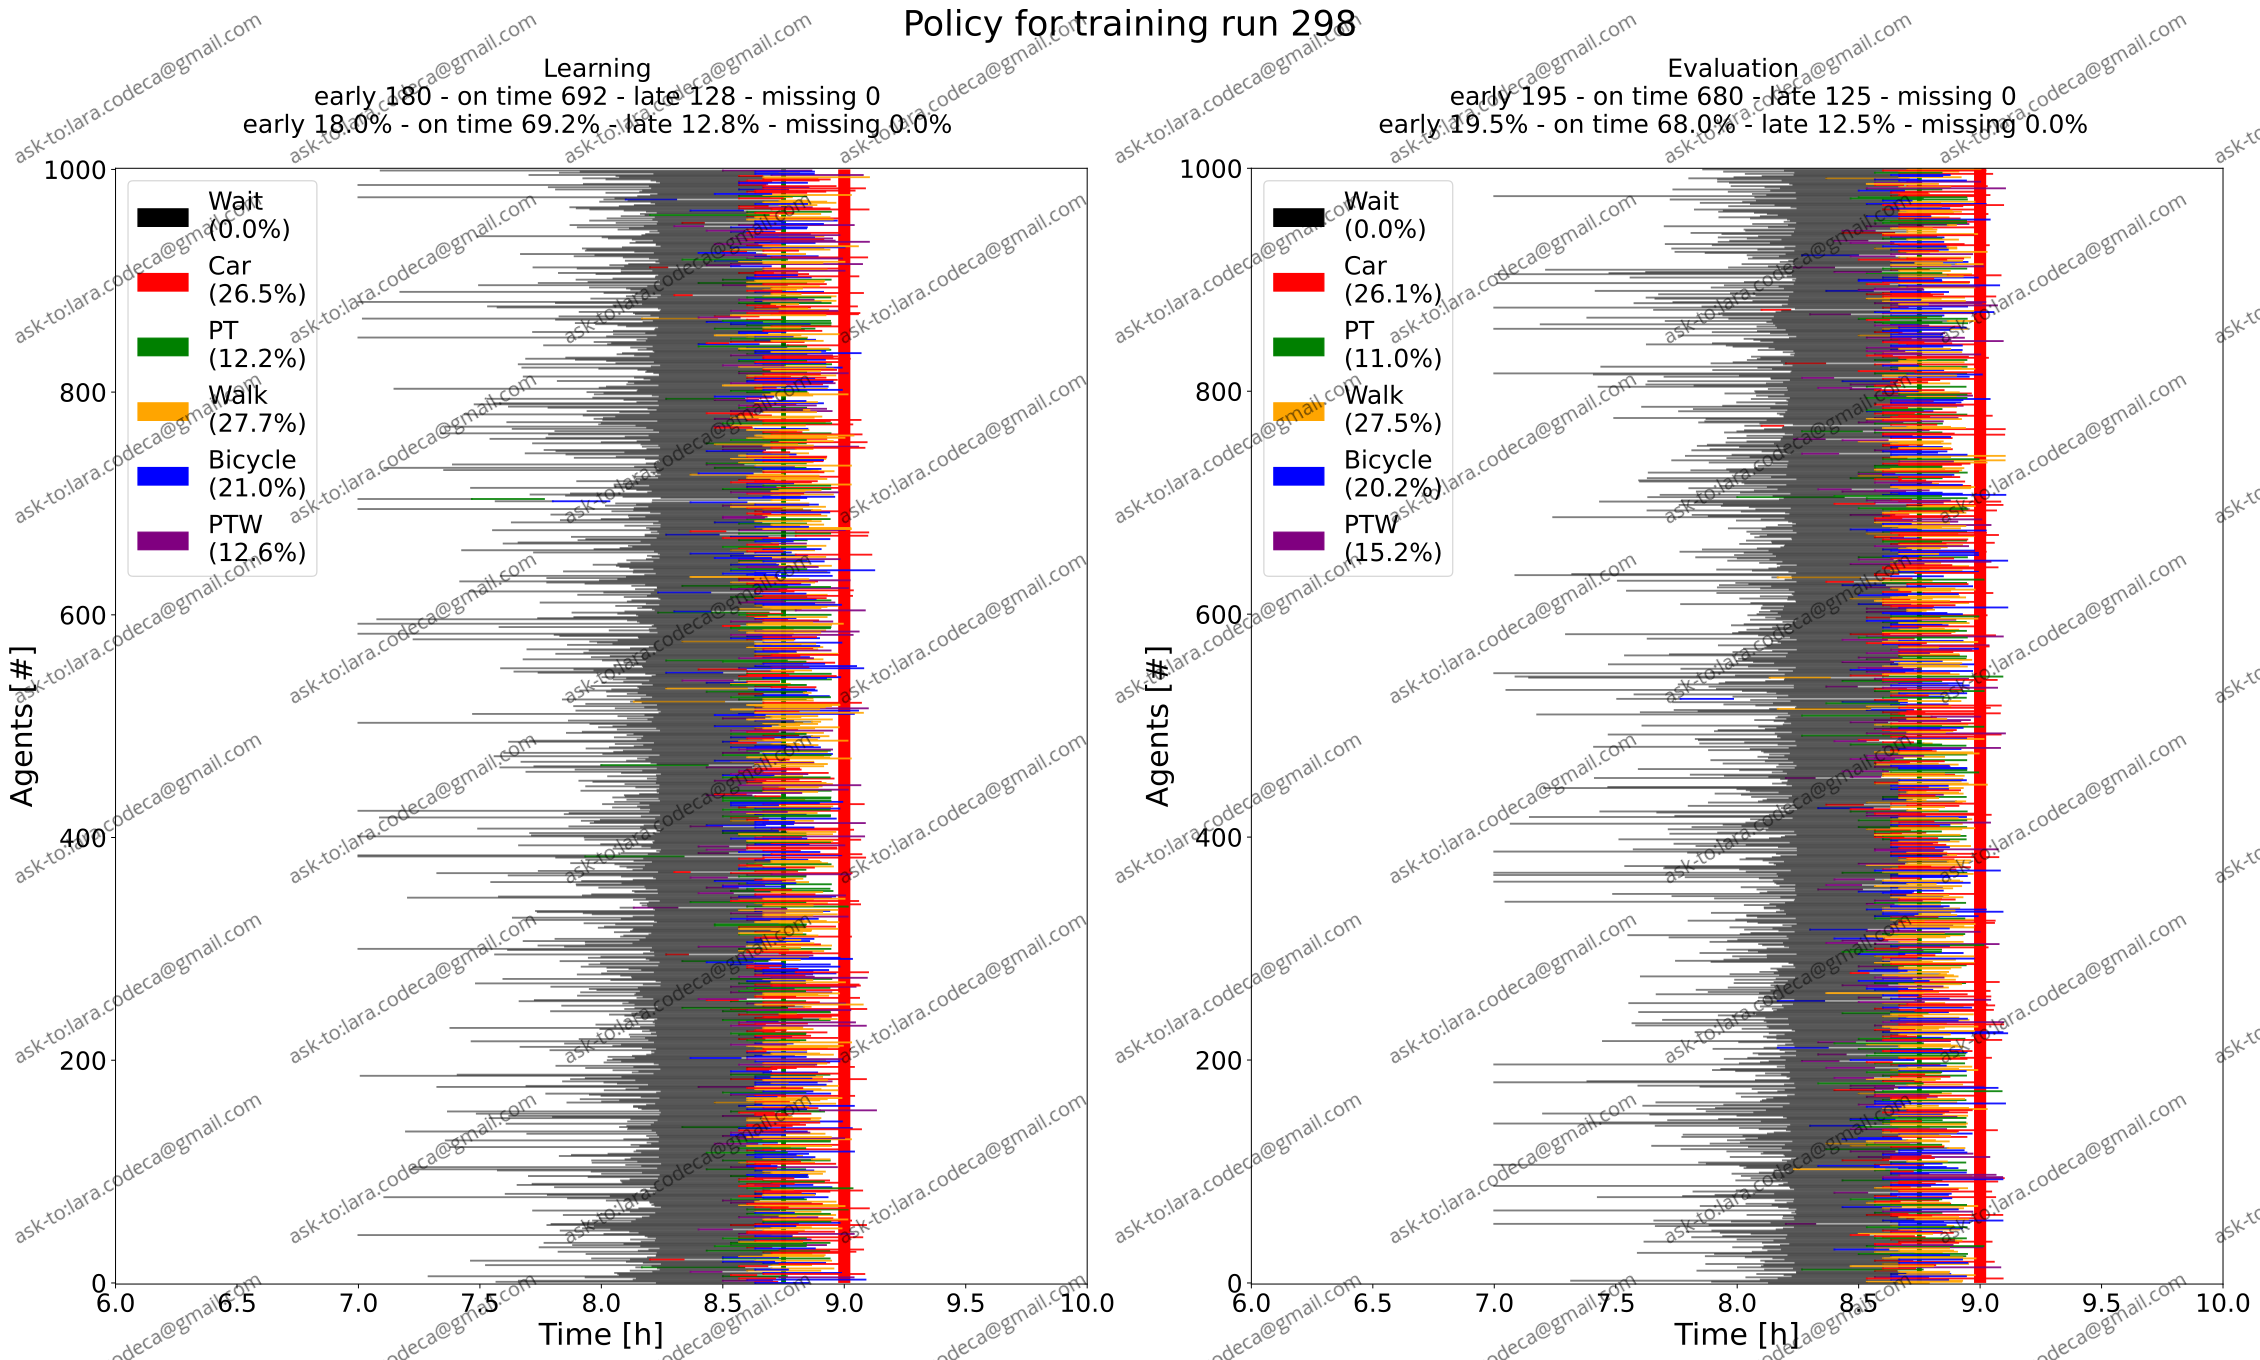 Policy for training run 298
Learning
early 180 - on time 692 - late 128 - missing 0
early 18.0% - on time 69.2% - late 12.8% - missing 0.0%
1000
800
600
400
200
0
Agents [#]
Wait
(0.0%)
Car
(26.5%)
PT
(12.2%)
Walk
(27.7%)
Bicycle
(21.0%)
PTW
(12.6%)
6.0 6.5 7.0 7.5 8.0 8.5 9.0 9.5 10.0
Time [h]
Evaluation
early 195 - on time 680 - late 125 - missing 0
early 19.5% - on time 68.0% - late 12.5% - missing 0.0%
1000
800
600
400
200
0
Agents [#]
Wait
(0.0%)
Car
(26.1%)
PT
(11.0%)
Walk
(27.5%)
Bicycle
(20.2%)
PTW
(15.2%)
6.0 6.5 7.0 7.5 8.0 8.5 9.0 9.5 10.0
Time [h]
ask-to:lara.codeca@gmail.com